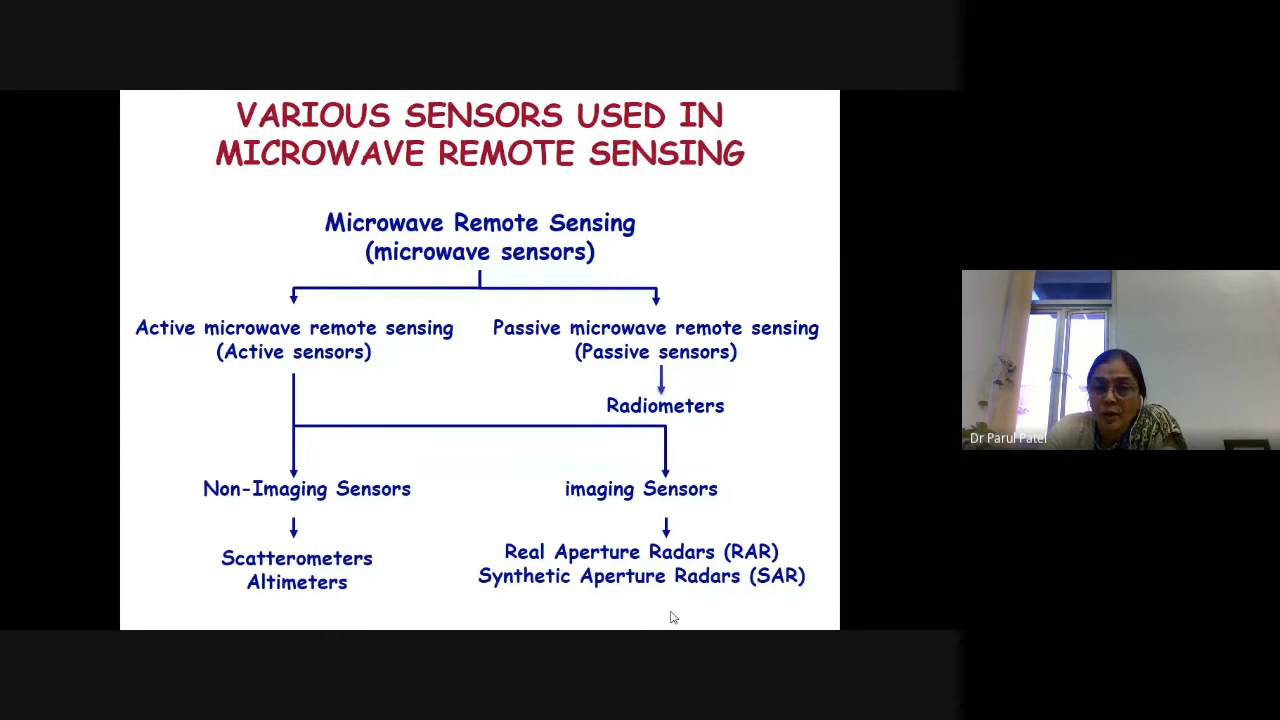 VARIOUS SENSORS USED IN
MICROWAVE REMOTE SENSING
Microwave Remote Sensing
(microwave sensors)
Active microwave remote sensing
(Active sensors)
Passive microwave remote sensing
(Passive sensors)
Radiometers
Non-Imaging Sensors
imaging Sensors
Scatterometers
Altimeters
Real Aperture Radars (RAR)
Synthetic Aperture Radars (SAR)
Dr Parul Patel